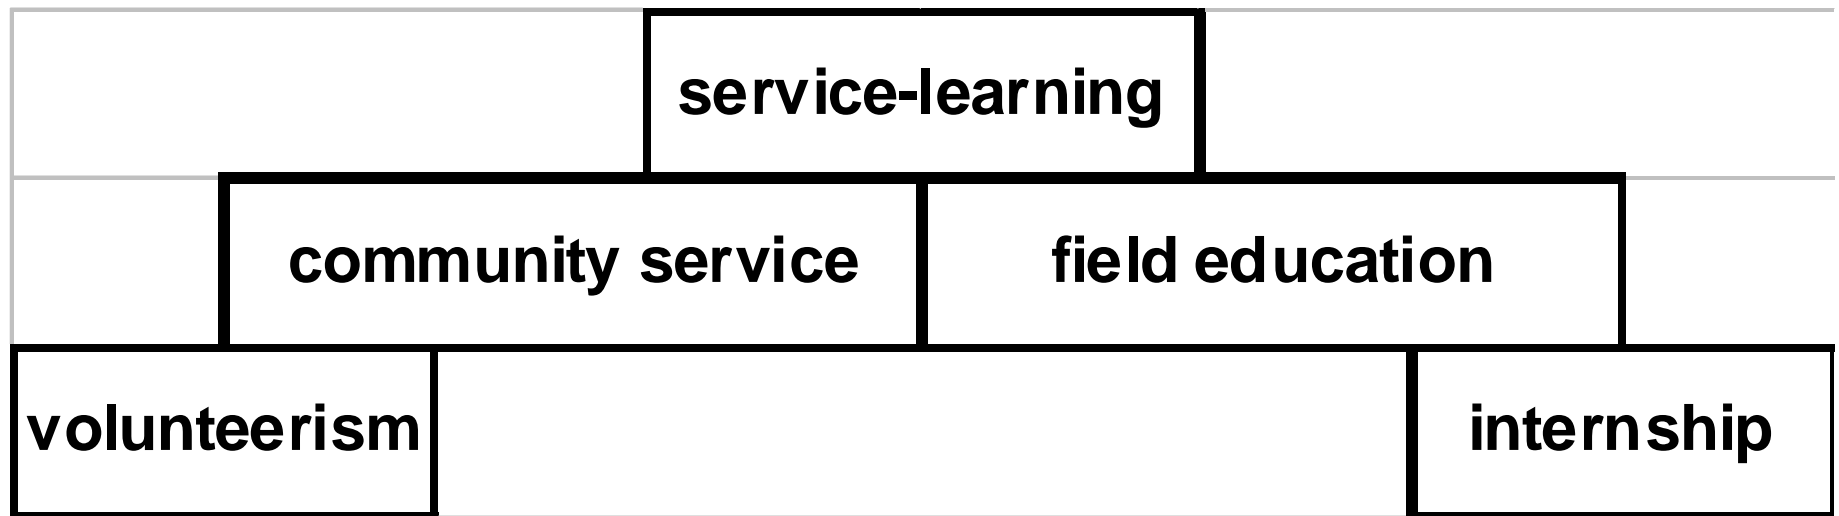 service-learning
community service field education
volunteerism internship